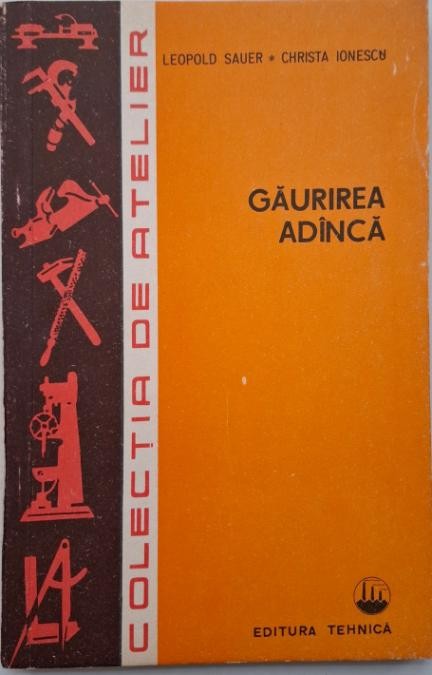 LEOPOLD SAUER * CHRISTA IONESCU
GĂURIREA
ADÎNCĂ
COLECȚIA DE ATELIER
EDITURA TEHNICĂ